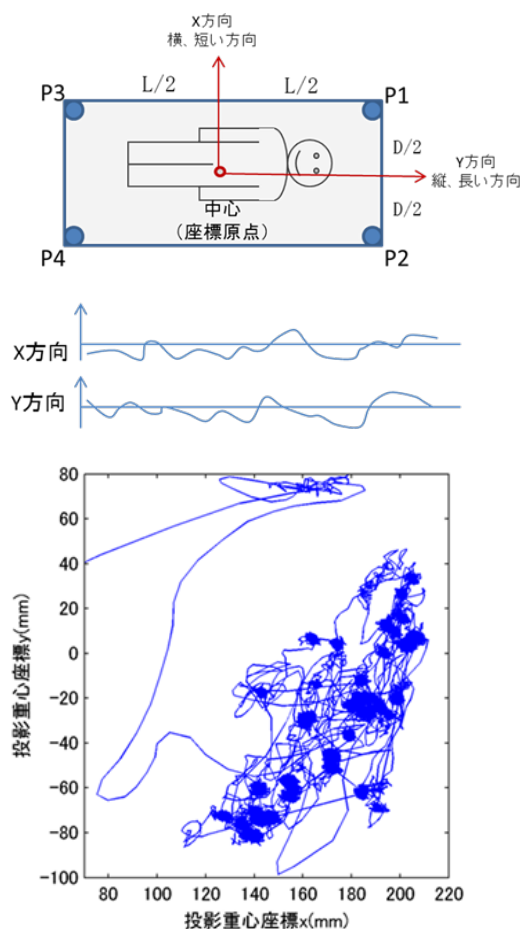 X方向
横、短い方向
P3
L/2
L/2
P1
D/2
Y方向
縦、長い方向
D/2
中心
(座標原点)
P4
P2
X方向
Y方向
80
60
40
20
0
-20
-40
-60
-80
-100
投影重心座標y(mm)
80 100 120 140 160 180 200 220
投影重心座標x(mm)